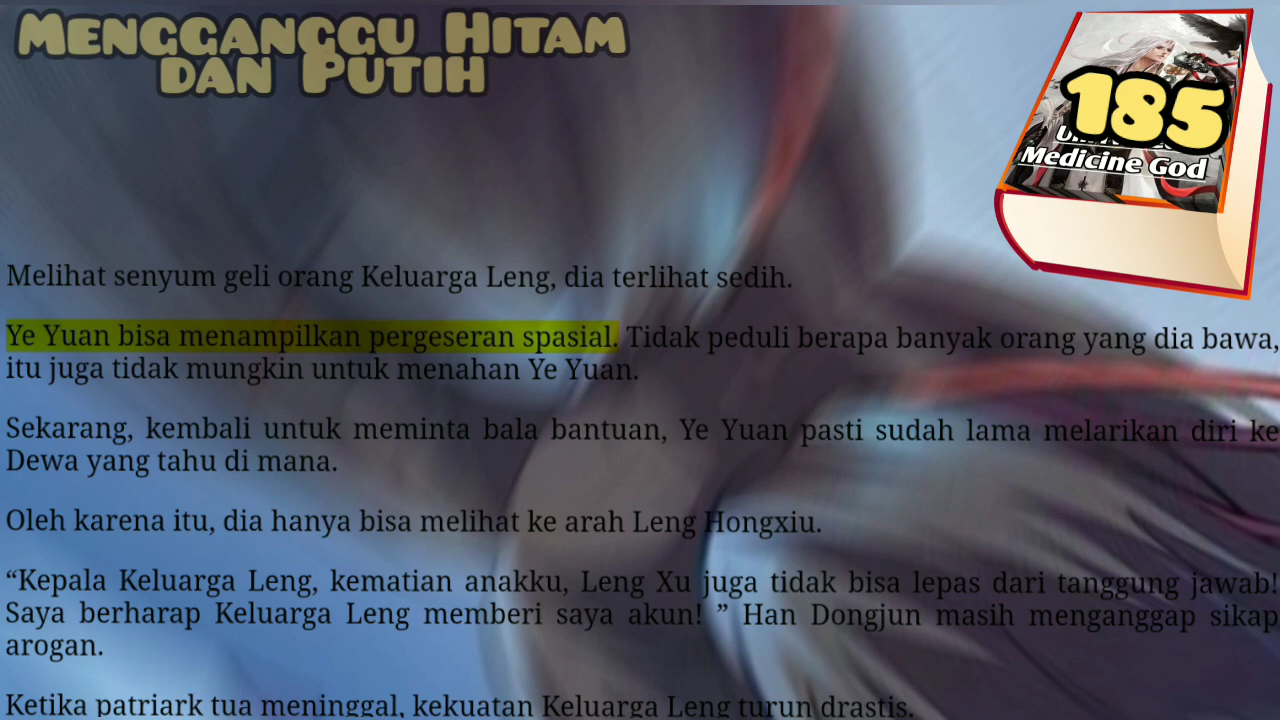 Mengganggu Hitam
dan Putih
185
Medicine God
Melihat senyum geli orang Keluarga Leng, dia terlihat sedih.
Ye Yuan bisa menampilkan pergeseran spasial. Tidak peduli berapa banyak orang yang dia bawa,
itu juga tidak mungkin untuk menahan Ye Yuan.
Sekarang, kembali untuk meminta bala bantuan, Ye Yuan pasti sudah lama melarikan diri ke
Dewa yang tahu di mana.
Oleh karena itu, dia hanya bisa melihat ke arah Leng Hongxiu.
“Kepala Keluarga Leng, kematian anakku, Leng Xu juga tidak bisa lepas dari tanggung jawab!
Saya berharap Keluarga Leng memberi saya akun! ” Han Dongjun masih menganggap sikap
arogan.
Ketika patriark tua meninggal, kekuatan Keluarga Leng turun drastis.